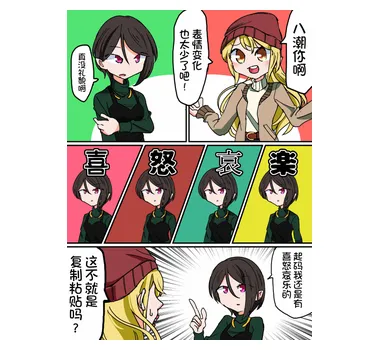 八潮你啊
表情变化
也太少了吧！
真没礼貌啊
喜
怒
哀
楽
起码我还是有
喜怒哀乐的
这不就是
复制粘贴吗？